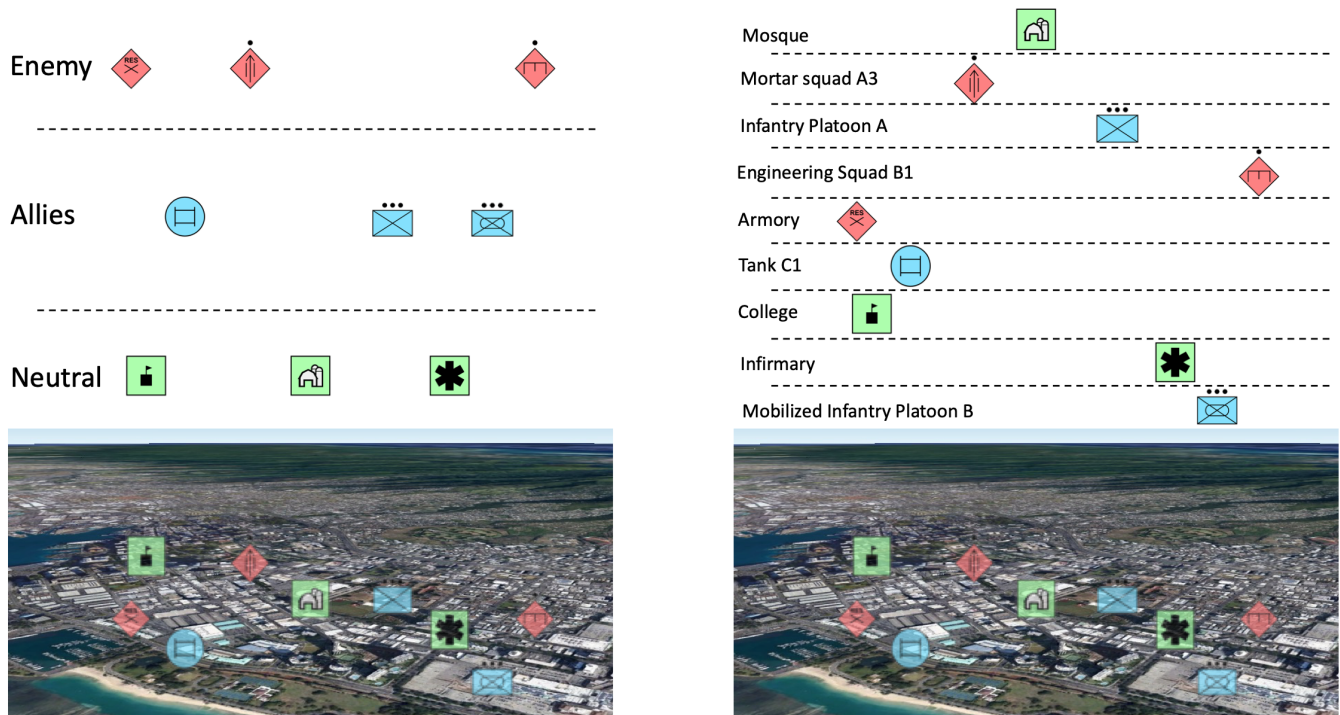 Enemy
RES
Allies
Neutral
Mosque
Mortar squad A3
Infantry Platoon A
Engineering Squad B1
Armory
RES
Tank C1
College
Infirmary
Mobilized Infantry Platoon B